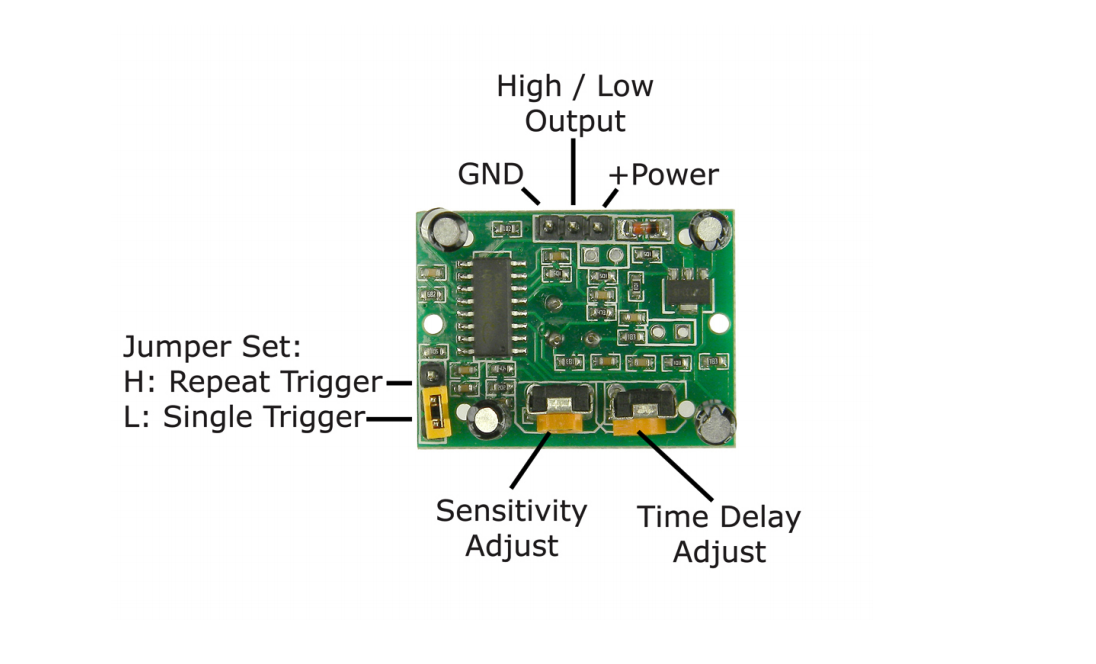 High / Low
Output
GND
+Power
Jumper Set:
H: Repeat Trigger
L: Single Trigger
Sensitivity
Adjust
Time Delay
Adjust